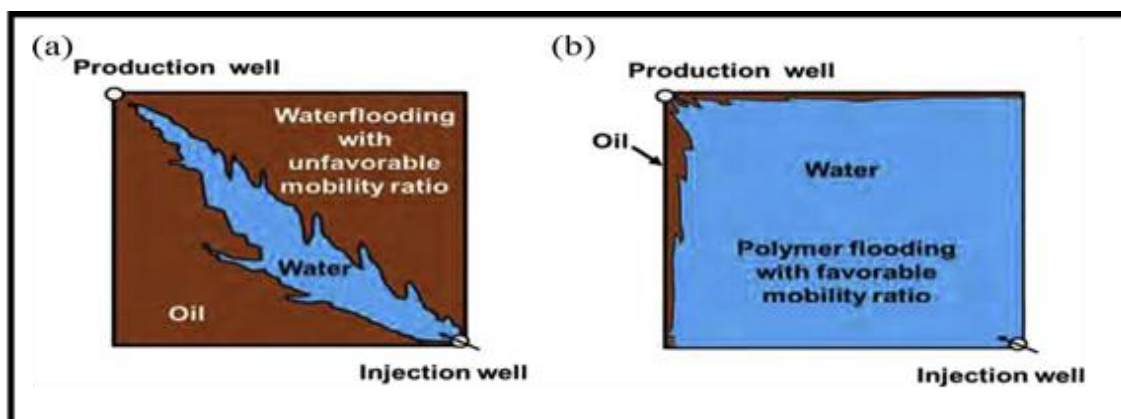 (a)
Production well
Waterflooding
with
unfavorable
mobility ratio
Water
Oil
Injection well
(b)
Production well
Oil
Water
Polymer flooding
with favorable
mobility ratio
Injection well